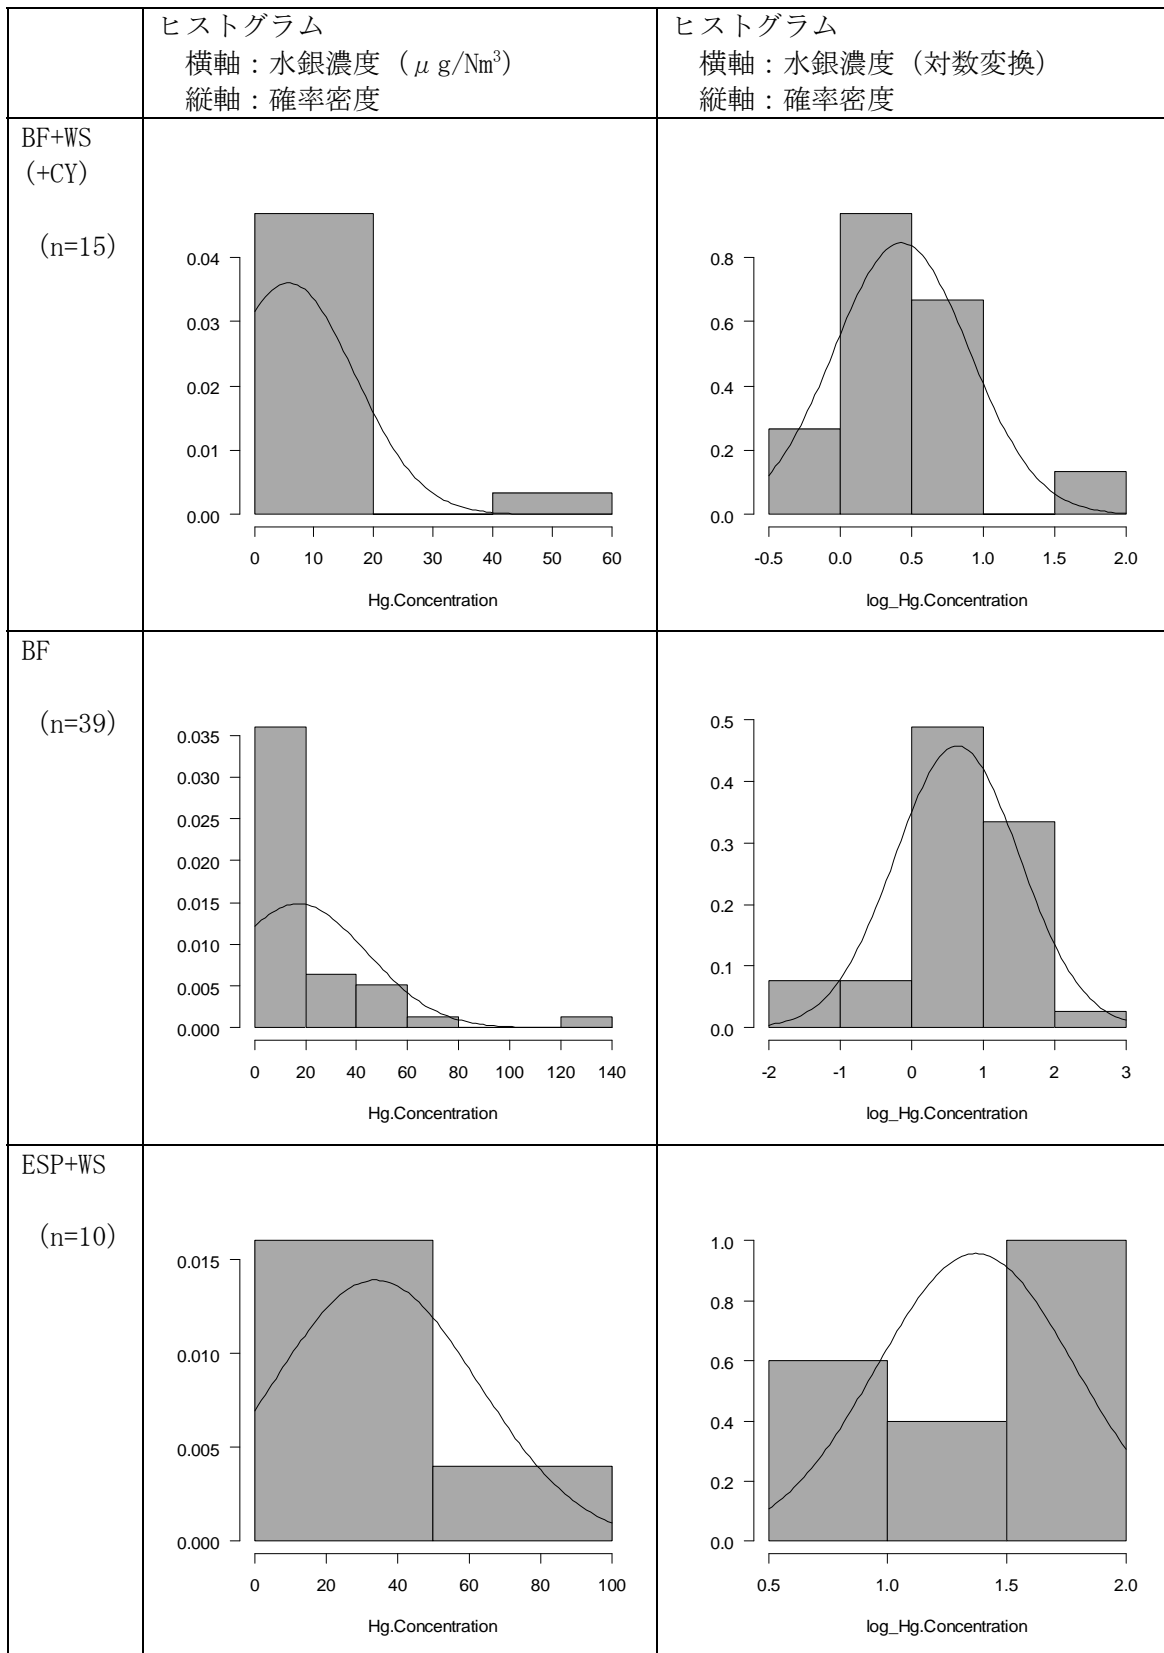 ヒストグラム
横軸：水銀濃度（μg/Nm³）
縦軸：確率密度
ヒストグラム
横軸：水銀濃度（対数変換）
縦軸：確率密度
BF+WS
(+CY)
(n=15)
0.04
0.03
0.02
0.01
0.00
0 10 20 30 40 50 60
Hg.Concentration
0.8
0.6
0.4
0.2
0.0
-0.5 0.0 0.5 1.0 1.5 2.0
log_Hg.Concentration
BF
(n=39)
0.035
0.030
0.025
0.020
0.015
0.010
0.005
0.000
0 20 40 60 80 100 120 140
Hg.Concentration
0.5
0.4
0.3
0.2
0.1
0.0
-2 -1 0 1 2 3
log_Hg.Concentration
ESP+WS
(n=10)
0.015
0.010
0.005
0.000
0 20 40 60 80 100
Hg.Concentration
1.0
0.8
0.6
0.4
0.2
0.0
0.5 1.0 1.5 2.0
log_Hg.Concentration